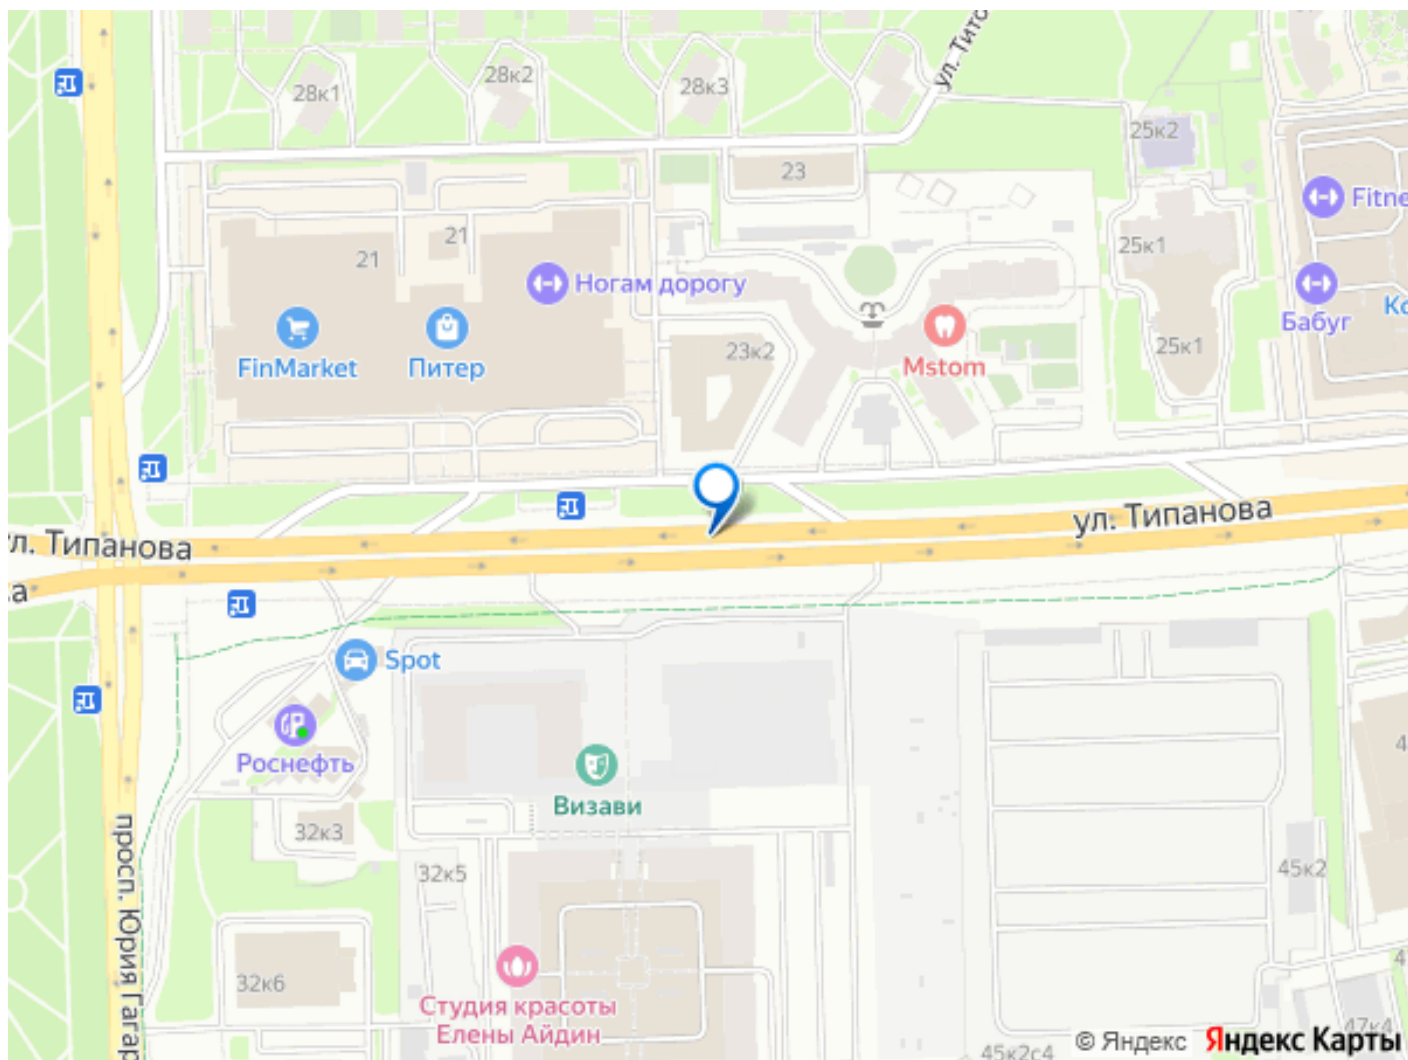 ул. Тито
28к1
28к2
28к3
25к2
23
Fitne
21
21
25к1
Ногам дорогу
Бабуг
Ко
FinMarket
Питер
23к2
Mstom
25к1
ул. Типанова
л. Типанова
а
Spot
Роснефть
Визави
32к3
просп. Юрия Гагар
32к5
45к2
32к6
Студия красоты
Елены Айдин
47к4
45к2с4
© Яндекс Яндекс Карты